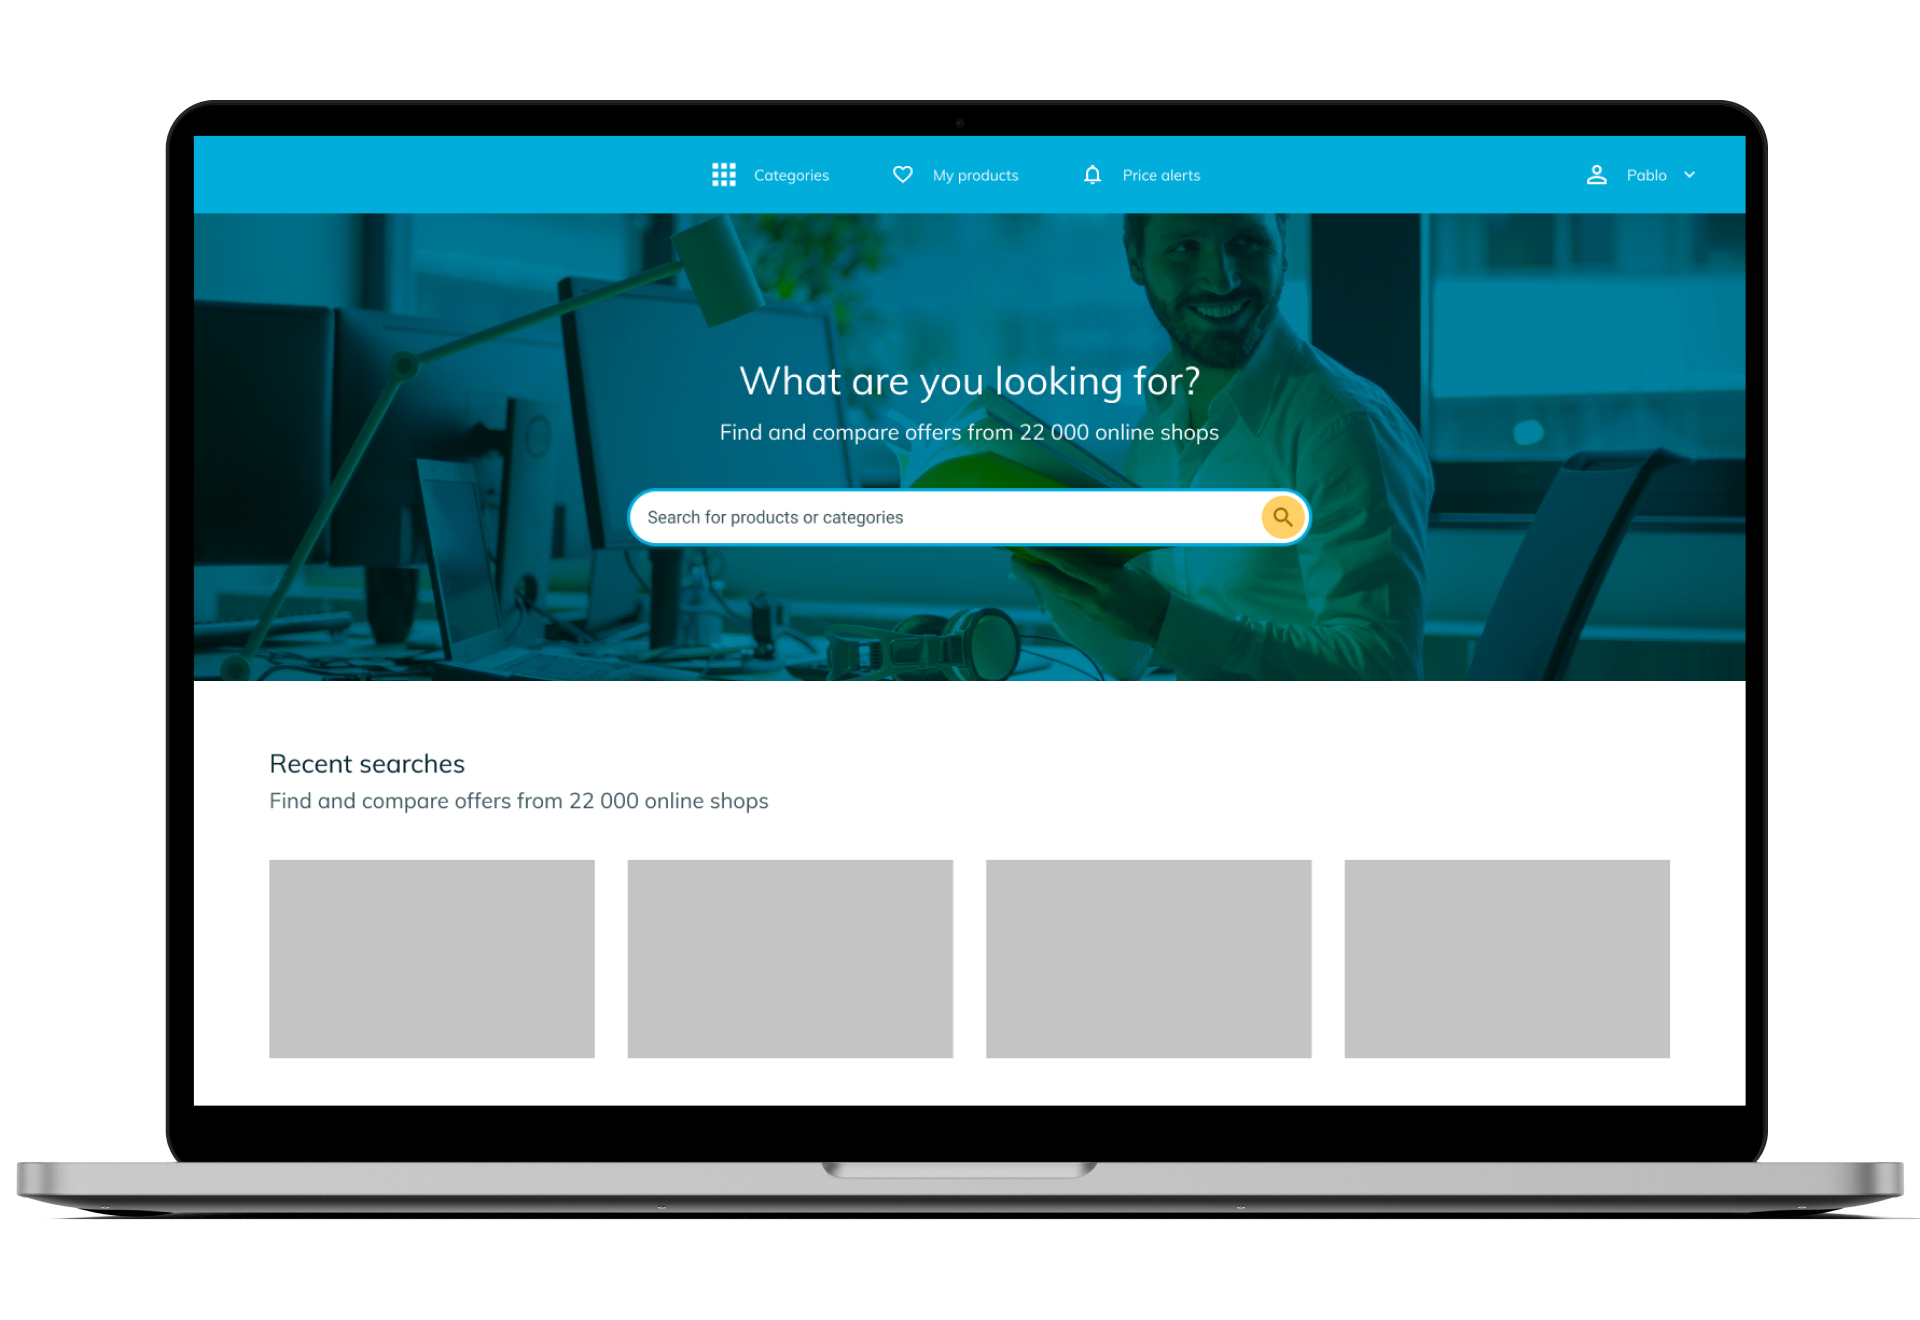 Categories
My products
Price alerts
Pablo
What are you looking for?
Find and compare offers from 22 000 online shops
Search for products or categories
Recent searches
Find and compare offers from 22 000 online shops